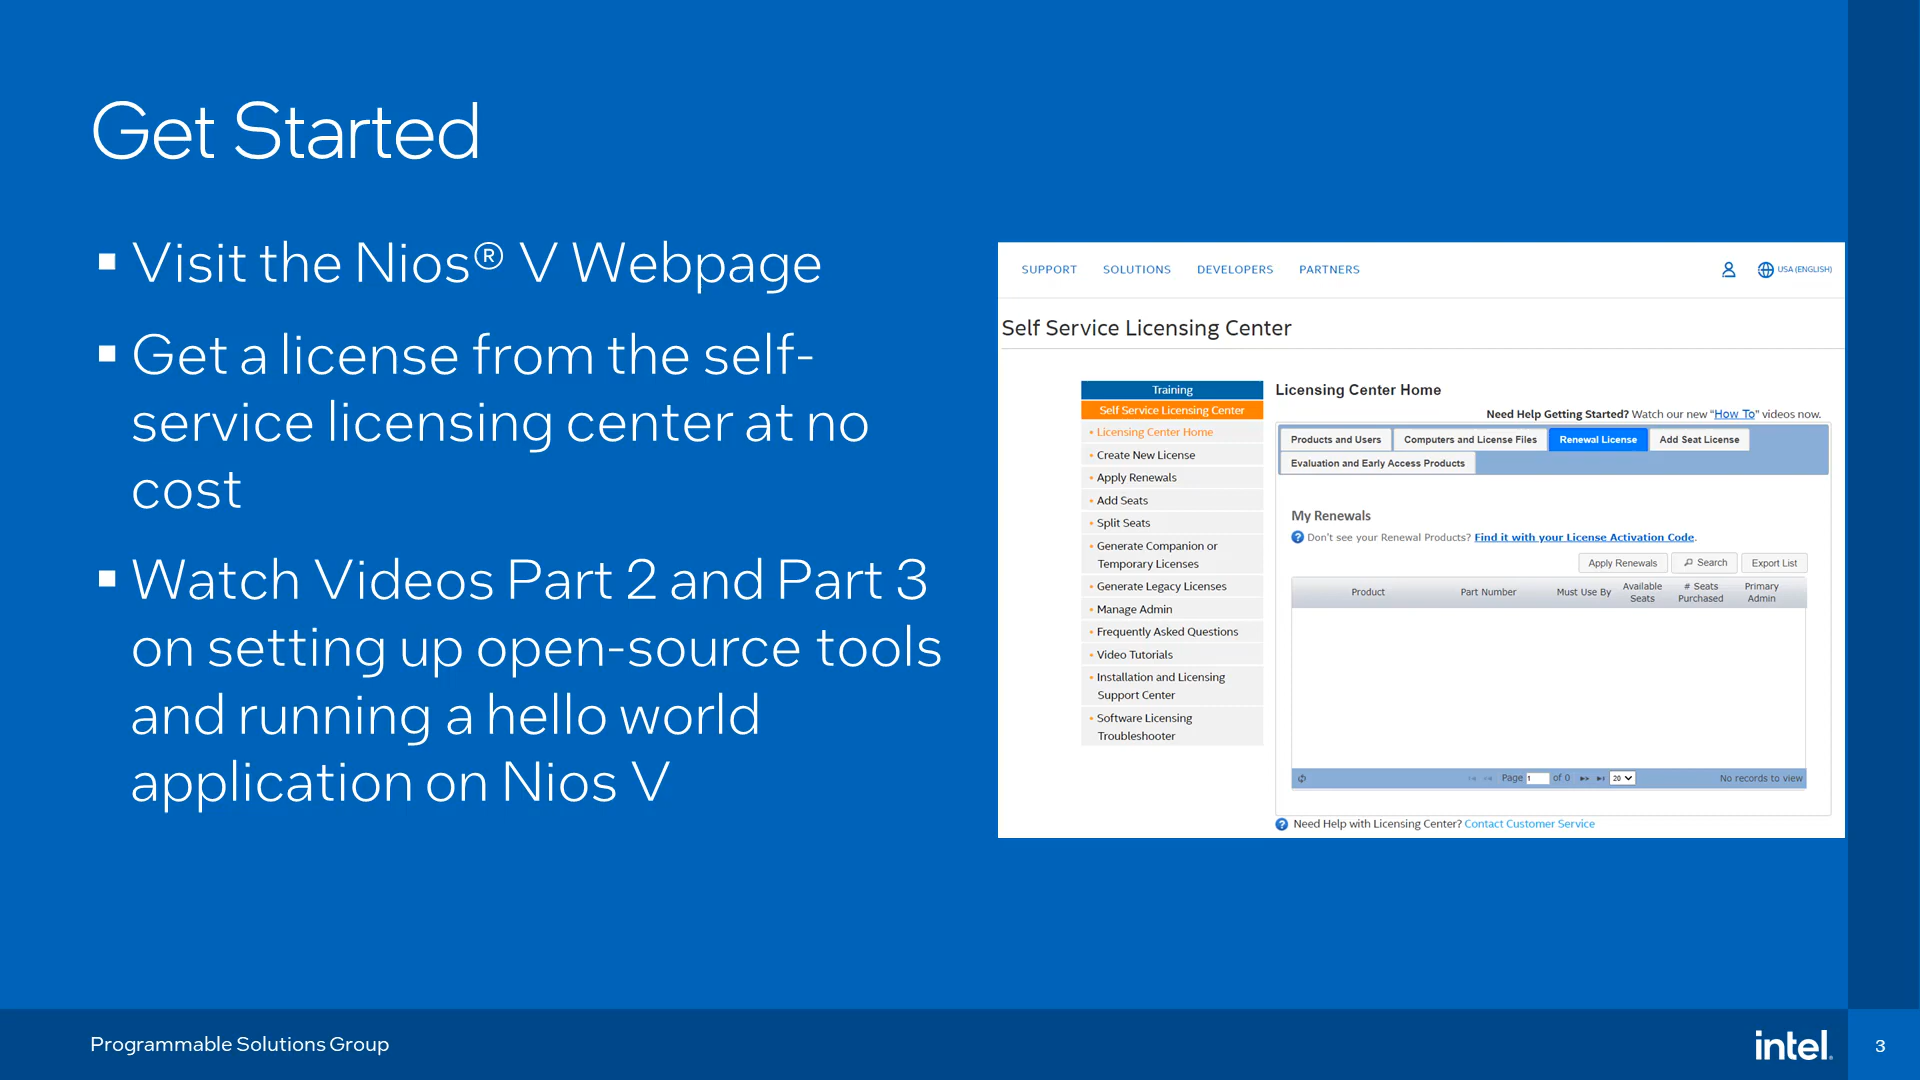 Get Started
▪ Visit the Nios® V Webpage
▪ Get a license from the self-
service licensing center at no
cost
▪ Watch Videos Part 2 and Part 3
on setting up open-source tools
and running a hello world
application on Nios V
SUPPORT SOLUTIONS DEVELOPERS PARTNERS USA (ENGLISH)
Self Service Licensing Center
Training
Self Service Licensing Center
• Licensing Center Home
• Create New License
• Apply Renewals
• Add Seats
• Split Seats
• Generate Companion or
Temporary Licenses
• Generate Legacy Licenses
• Manage Admin
• Frequently Asked Questions
• Video Tutorials
• Installation and Licensing
Support Center
• Software Licensing
Troubleshooter
Licensing Center Home
Need Help Getting Started? Watch our new "How To" videos now.
Products and Users Computers and License Files Renewal License Add Seat License
Evaluation and Early Access Products
My Renewals
? Don't see your Renewal Products? Find it with your License Activation Code.
Apply Renewals Search Export List
Product Part Number Must Use By Available Seats # Seats Purchased Primary Admin
Page 1 of 0 20 No records to view
? Need Help with Licensing Center? Contact Customer Service
Programmable Solutions Group
intel.
3